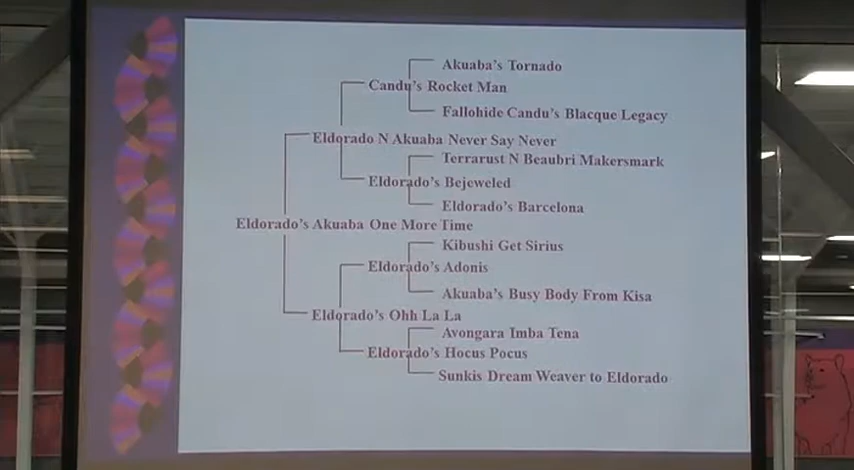 Akuaba's Tornado
Candu's Rocket Man
Fallohide Candu's Blacque Legacy
Eldorado N Akuaba Never Say Never
Terrarust N Beaubri Makersmark
Eldorado's Bejeweled
Eldorado's Barcelona
Eldorado's Akuaba One More Time
Kibushi Get Sirius
Eldorado's Adonis
Akuaba's Busy Body From Kisa
Eldorado's Ohh La La
Avongara Imba Tena
Eldorado's Hocus Pocus
Sunkis Dream Weaver to Eldorado